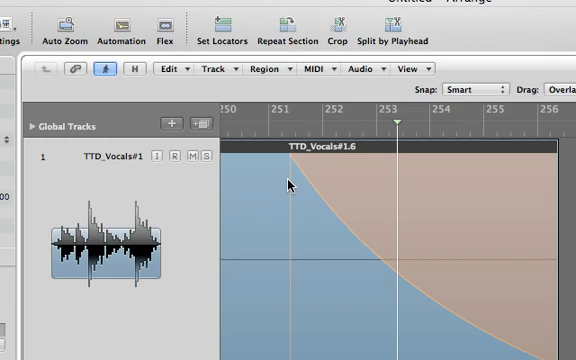 Untitled - Arrange
tings Auto Zoom Automation Flex Set Locators Repeat Section Crop Split by Playhead
Edit Track Region MIDI Audio View
Snap: Smart Drag: Overla
250 251 252 253 254 255 256
Global Tracks
TTD_Vocals#1.6
1 TTD_Vocals#1 I R M S
00